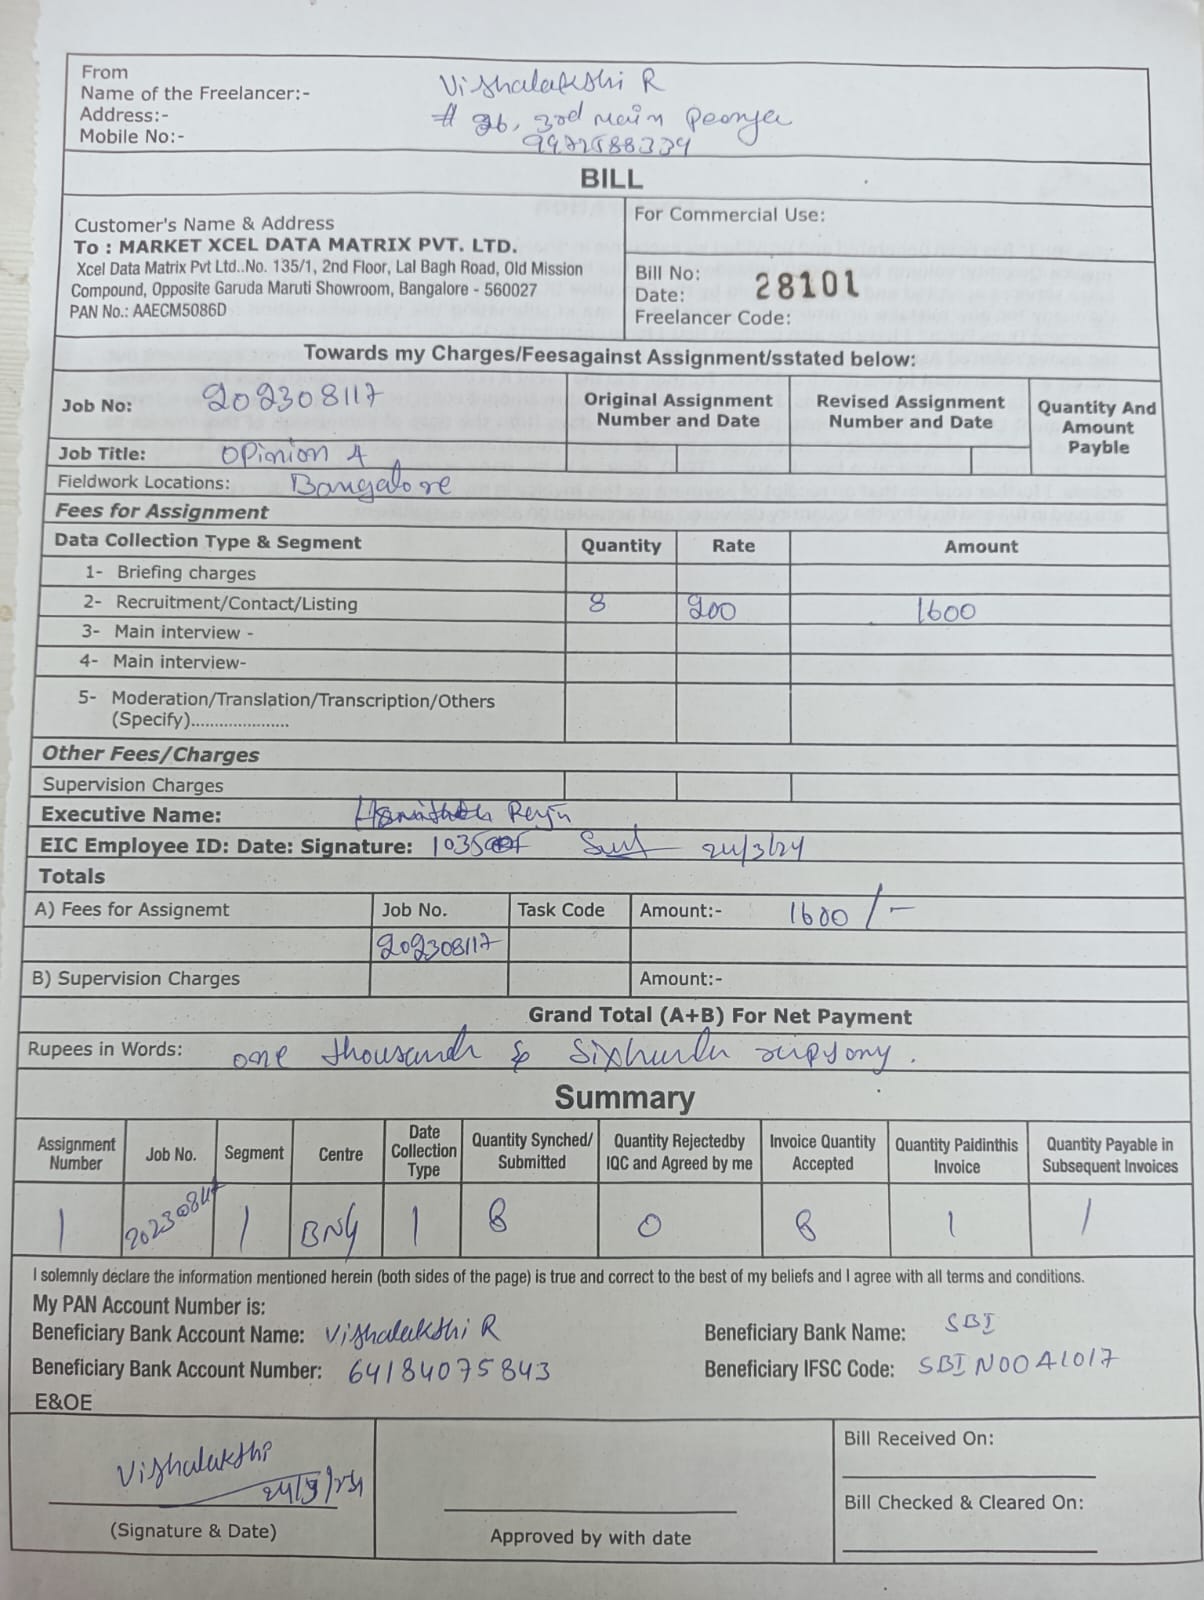 From
Name of the Freelancer:- Vishalakshi R
Address:- # 26, 3rd Main Peenya
Mobile No:-
BILL
Customer's Name & Address
To : MARKET XCEL DATA MATRIX PVT. LTD.
Xcel Data Matrix Pvt Ltd..No. 135/1, 2nd Floor, Lal Bagh Road, Old Mission
Compound, Opposite Garuda Maruti Showroom, Bangalore - 560027
PAN No.: AAECM5086D
For Commercial Use:
Bill No: 28101
Date:
Freelancer Code:
Towards my Charges/Feesagainst Assignment/sstated below:
Job No: 202308117
Original Assignment Number and Date
Revised Assignment Number and Date
Quantity And Amount Payble
Job Title: Opinion 4
Fieldwork Locations: Bangalore
Fees for Assignment
Data Collection Type & Segment Quantity Rate Amount
1- Briefing charges
2- Recruitment/Contact/Listing 8 200 1600
3- Main interview -
4- Main interview-
5- Moderation/Translation/Transcription/Others
(Specify).....................
Other Fees/Charges
Supervision Charges
Executive Name:
EIC Employee ID: Date: Signature: 24/3/24
Totals
A) Fees for Assignemt Job No. Task Code Amount:- 1600/-
202308117
B) Supervision Charges Amount:-
Grand Total (A+B) For Net Payment
Rupees in Words: one thousand &
Summary
Assignment Number
Job No.
Segment
Centre
Date Collection Type
Quantity Synched/ Submitted
Quantity Rejectedby IQC and Agreed by me
Invoice Quantity Accepted
Quantity Paidinthis Invoice
Quantity Payable in Subsequent Invoices
1 202308117 1 BNG 1 8 0 8 1 1
I solemnly declare the information mentioned herein (both sides of the page) is true and correct to the best of my beliefs and I agree with all terms and conditions.
My PAN Account Number is:
Beneficiary Bank Account Name: Vishalakshi R Beneficiary Bank Name: SBI
Beneficiary Bank Account Number: 64184075843 Beneficiary IFSC Code: SBIN0041017
E&OE
Vishalakshi
24/3/24
(Signature & Date)
Approved by with date
Bill Received On:
Bill Checked & Cleared On: